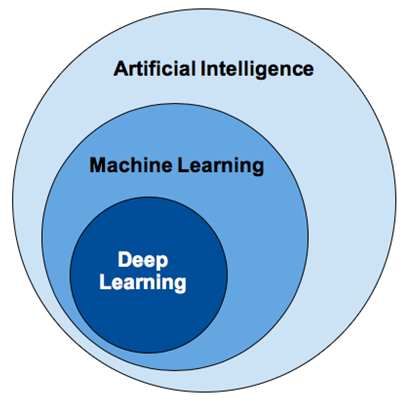 Artificial Intelligence
Machine Learning
Deep
Learning